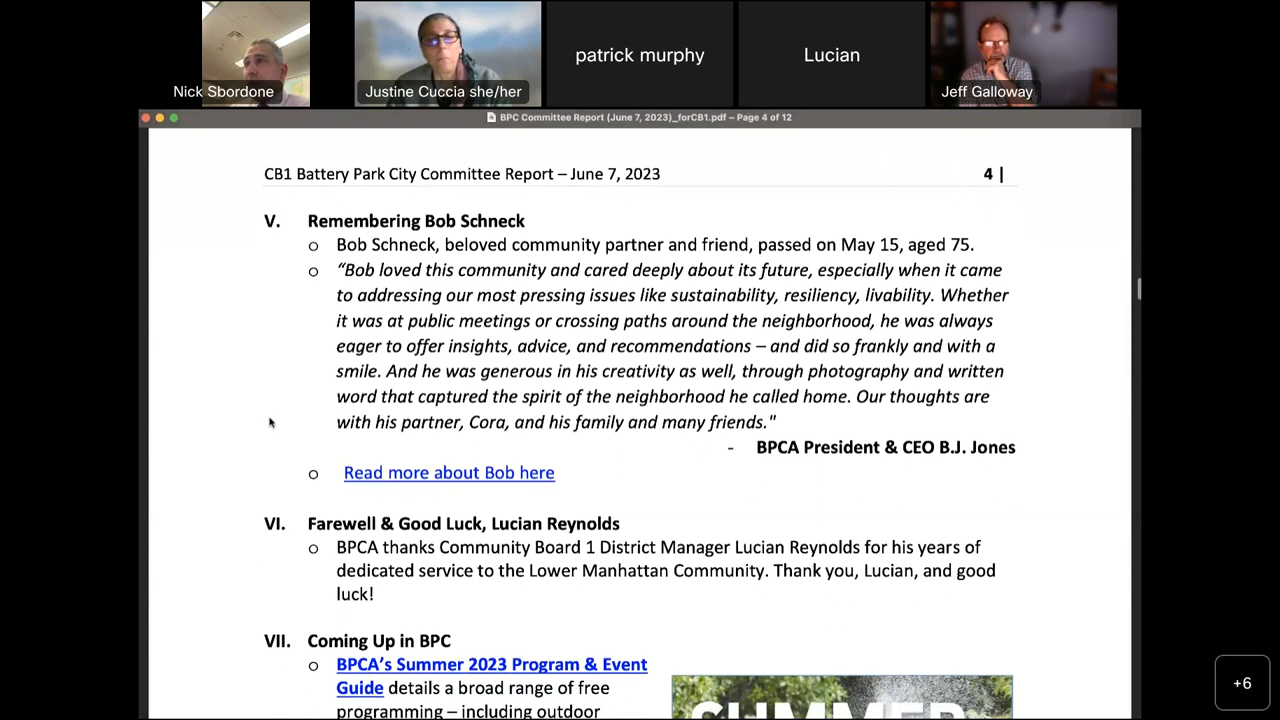 Nick Sbordone
Justine Cuccia she/her
patrick murphy
Lucian
Jeff Galloway
BPC Committee Report (June 7, 2023)_forCB1.pdf – Page 4 of 12
CB1 Battery Park City Committee Report – June 7, 2023 4 |
V. Remembering Bob Schneck
o Bob Schneck, beloved community partner and friend, passed on May 15, aged 75.
o “Bob loved this community and cared deeply about its future, especially when it came
to addressing our most pressing issues like sustainability, resiliency, livability. Whether
it was at public meetings or crossing paths around the neighborhood, he was always
eager to offer insights, advice, and recommendations – and did so frankly and with a
smile. And he was generous in his creativity as well, through photography and written
word that captured the spirit of the neighborhood he called home. Our thoughts are
with his partner, Cora, and his family and many friends."
- BPCA President & CEO B.J. Jones
o Read more about Bob here
VI. Farewell & Good Luck, Lucian Reynolds
o BPCA thanks Community Board 1 District Manager Lucian Reynolds for his years of
dedicated service to the Lower Manhattan Community. Thank you, Lucian, and good
luck!
VII. Coming Up in BPC
o BPCA’s Summer 2023 Program & Event
Guide details a broad range of free
programming – including outdoor
SUMMER
+6